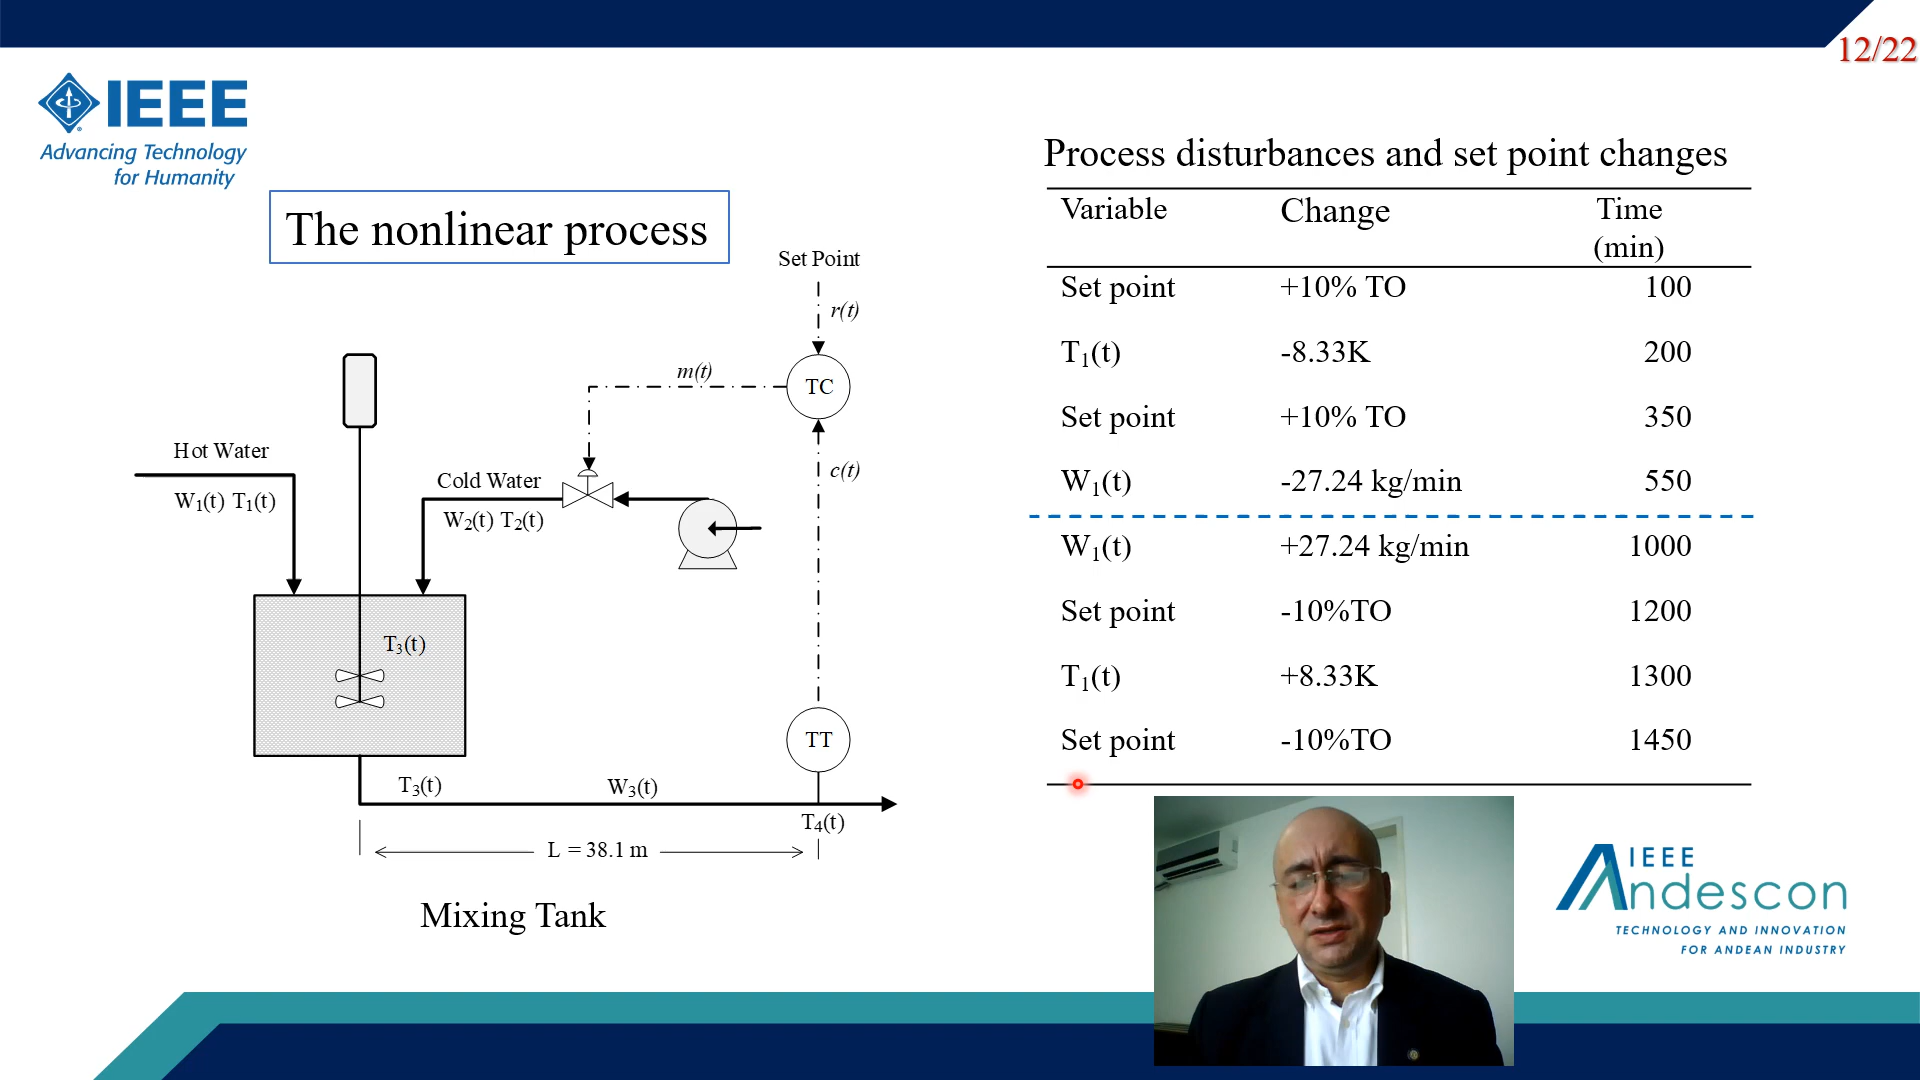 12/22
IEEE
Advancing Technology
for Humanity
The nonlinear process
Set Point
r(t)
m(t)
TC
Hot Water
W₁(t) T₁(t)
Cold Water
W₂(t) T₂(t)
c(t)
T₃(t)
TT
T₃(t)
W₃(t)
T₄(t)
L = 38.1 m
Mixing Tank
Process disturbances and set point changes
Variable Change Time
(min)
Set point +10% TO 100
T₁(t) -8.33K 200
Set point +10% TO 350
W₁(t) -27.24 kg/min 550
W₁(t) +27.24 kg/min 1000
Set point -10%TO 1200
T₁(t) +8.33K 1300
Set point -10%TO 1450
IEEE
Andescon
TECHNOLOGY AND INNOVATION
FOR ANDEAN INDUSTRY